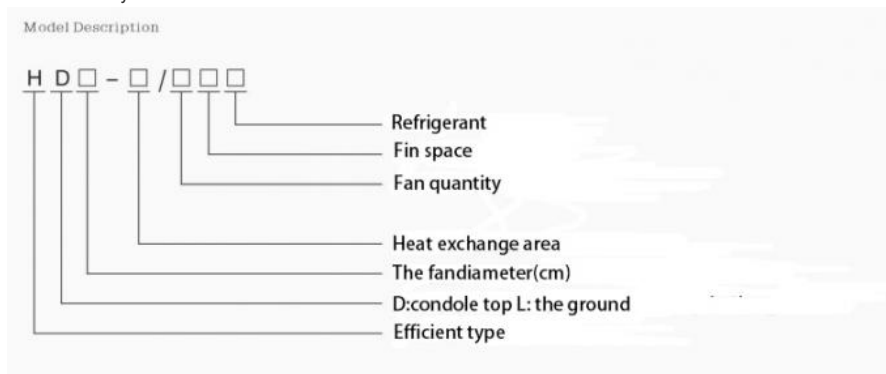 Model Description
H D □ - □ / □ □ □
Refrigerant
Fin space
Fan quantity
Heat exchange area
The fandiameter(cm)
D:condole top L: the ground
Efficient type